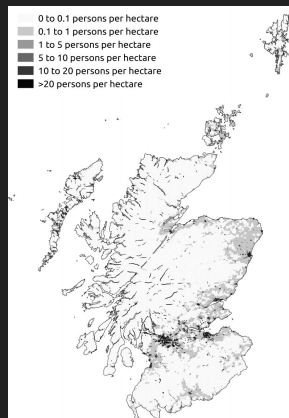 0 to 0.1 persons per hectare
0.1 to 1 persons per hectare
1 to 5 persons per hectare
5 to 10 persons per hectare
10 to 20 persons per hectare
>20 persons per hectare